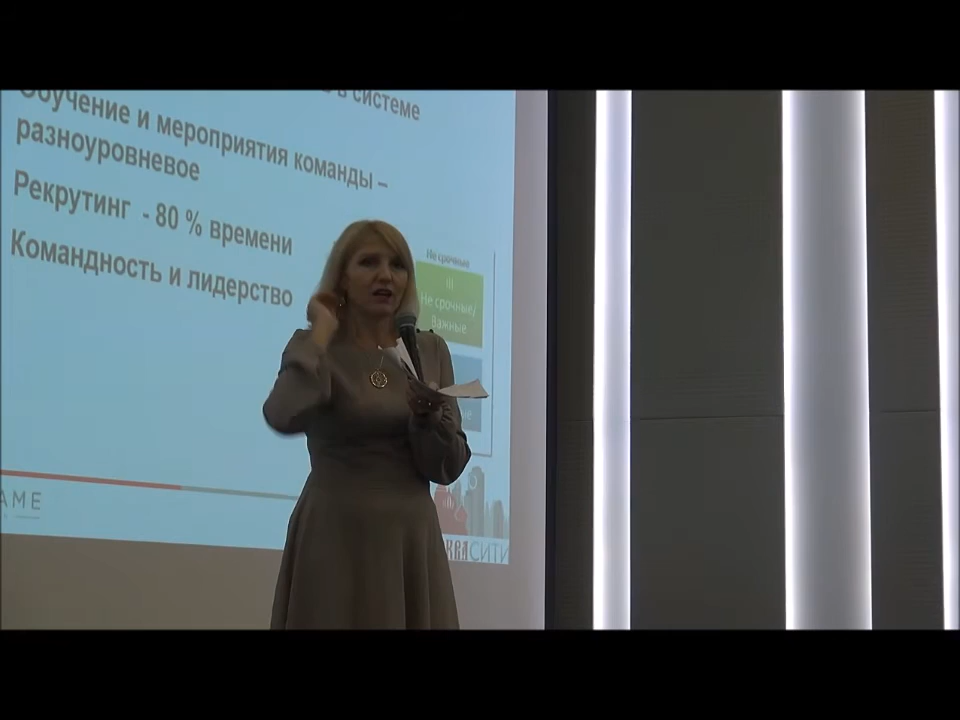 в системе
Обучение и мероприятия команды –
разноуровневое
Рекрутинг - 80 % времени
Командность и лидерство
Не срочные
III
Не срочные/
Важные
AME
СИТИ